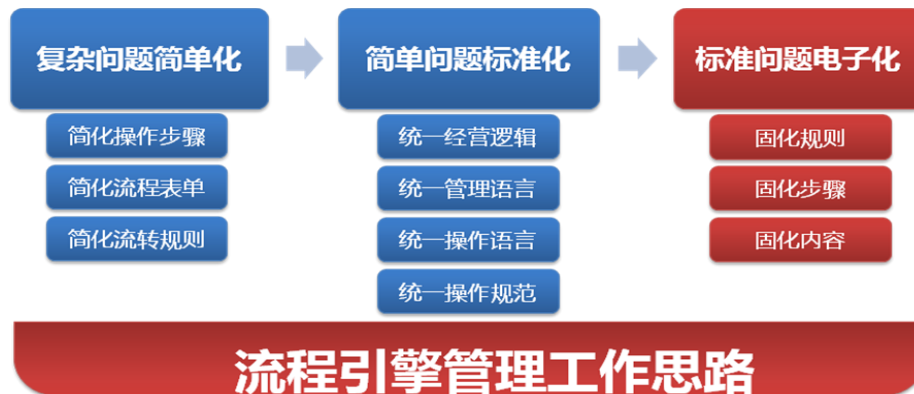 复杂问题简单化
简化操作步骤
简化流程表单
简化流转规则
简单问题标准化
统一经营逻辑
统一管理语言
统一操作语言
统一操作规范
标准问题电子化
固化规则
固化步骤
固化内容
流程引擎管理工作思路